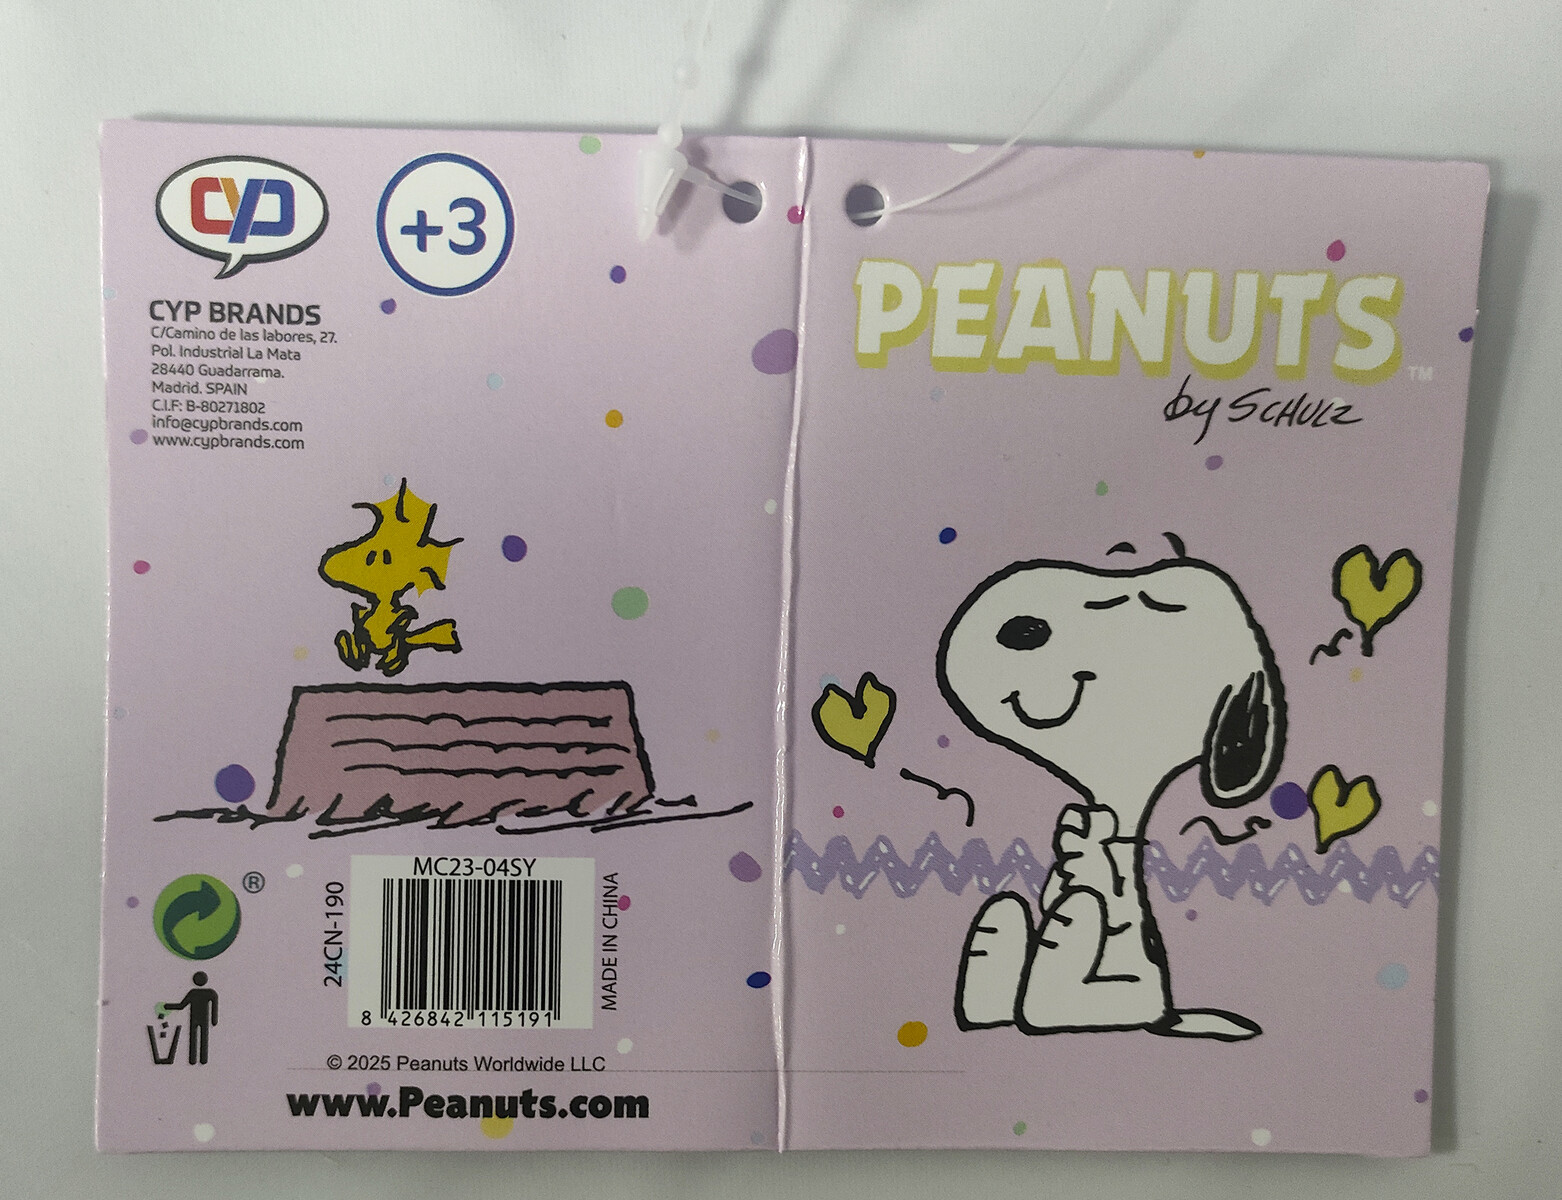 CYP
+3
CYP BRANDS
C/Camino de las labores, 27.
Pol. Industrial La Mata
28440 Guadarrama.
Madrid. SPAIN
C.I.F: B-80271802
info@cypbrands.com
www.cypbrands.com
®
24CN-190
MC23-04SY
8 426842 115191
MADE IN CHINA
© 2025 Peanuts Worldwide LLC
www.Peanuts.com
PEANUTS™
by SCHULZ